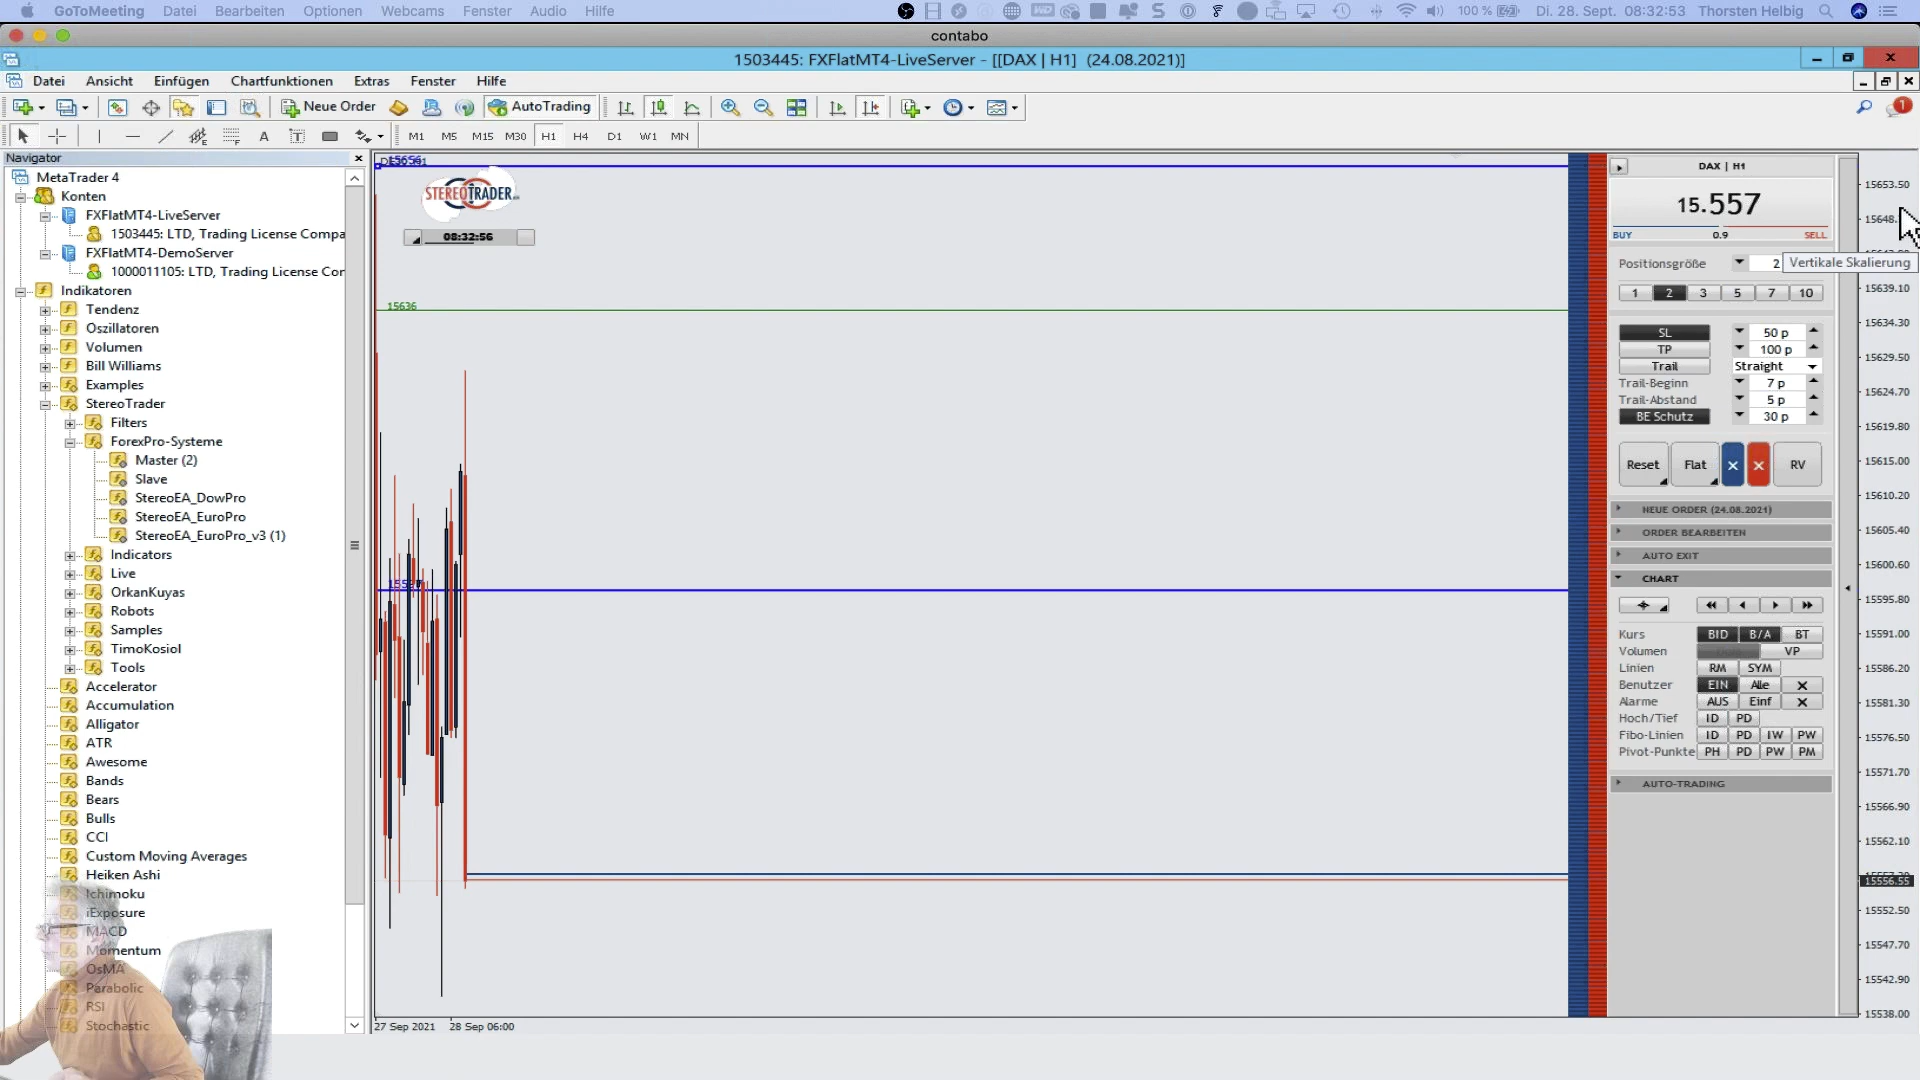 GoToMeeting Datei Bearbeiten Optionen Webcams Fenster Audio Hilfe 100 % Di. 28. Sept. 08:32:53 Thorsten Helbig
contabo
1503445: FXFlatMT4-LiveServer - [[DAX | H1] (24.08.2021)]
Datei Ansicht Einfügen Chartfunktionen Extras Fenster Hilfe
Neue Order AutoTrading 1
A T M1 M5 M15 M30 H1 H4 D1 W1 MN
Navigator
MetaTrader 4
Konten
FXFlatMT4-LiveServer
1503445: LTD, Trading License Compa
FXFlatMT4-DemoServer
1000011105: LTD, Trading License Cor
Indikatoren
Tendenz
Oszillatoren
Volumen
Bill Williams
Examples
StereoTrader
Filters
ForexPro-Systeme
Master (2)
Slave
StereoEA_DowPro
StereoEA_EuroPro
StereoEA_EuroPro_v3 (1)
Indicators
Live
OrkanKuyas
Robots
Samples
TimoKosiol
Tools
Accelerator
Accumulation
Alligator
ATR
Awesome
Bands
Bears
Bulls
CCI
Custom Moving Averages
Heiken Ashi
Ichimoku
iExposure
MACD
Momentum
OsMA
Parabolic
RSI
Stochastic
15656
STEREOTRADER
08:32:56
15636
27 Sep 2021 28 Sep 06:00
DAX | H1
15.557
BUY 0.9 SELL
Positionsgröße 2
Vertikale Skalierung
1 2 3 5 7 10
SL 50 p
TP 100 p
Trail Straight
Trail-Beginn 7 p
Trail-Abstand 5 p
BE Schutz 30 p
Reset Flat × × RV
NEUE ORDER (24.08.2021)
ORDER BEARBEITEN
AUTO EXIT
CHART
Kurs BID B/A BT
Volumen VP
Linien RM SYM
Benutzer EIN Alle X
Alarme AUS Einf X
Hoch/Tief ID PD
Fibo-Linien ID PD IW PW
Pivot-Punkte PH PD PW PM
AUTO-TRADING
15653.50
15648.
15639.10
15634.30
15629.50
15624.70
15619.80
15615.00
15610.20
15605.40
15600.60
15595.80
15591.00
15586.20
15581.30
15576.50
15571.70
15566.90
15562.10
15556.55
15552.50
15547.70
15542.90
15538.00